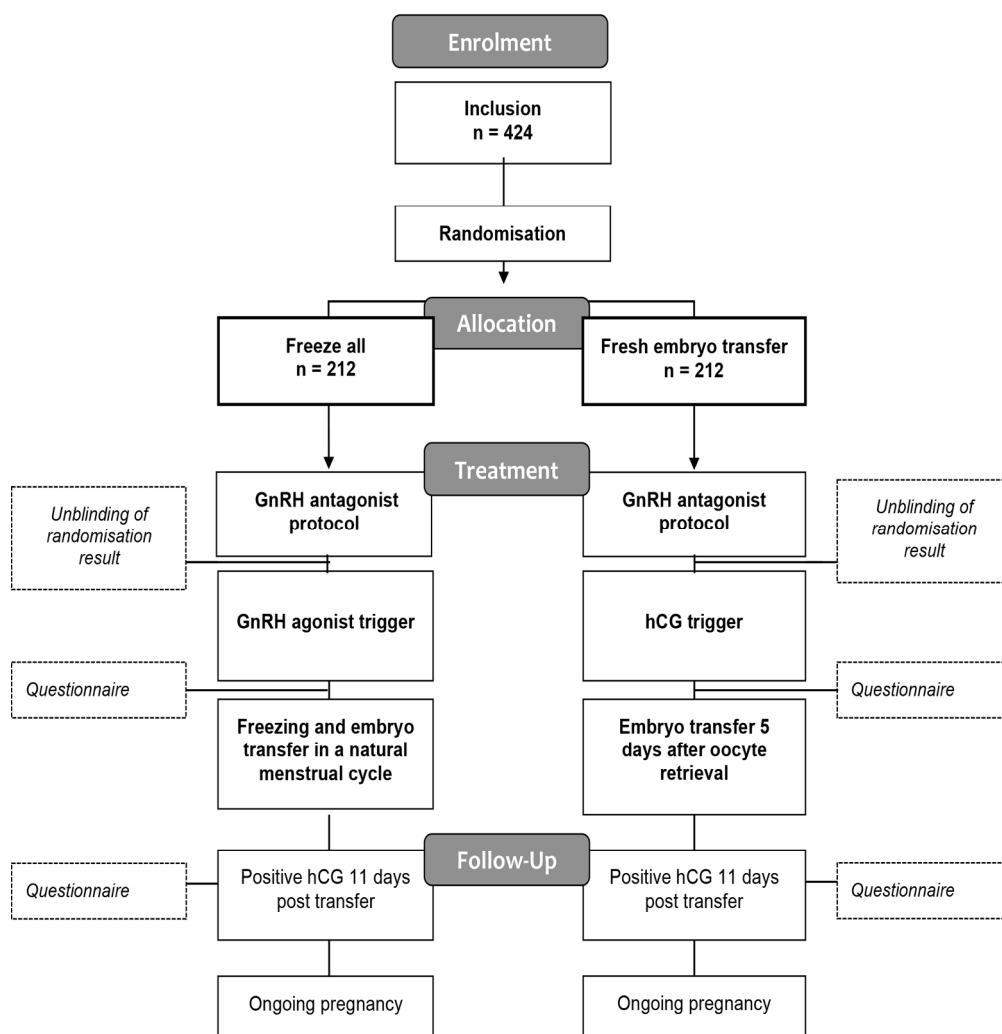 Enrolment
Inclusion
n = 424
Randomisation
Allocation
Freeze all
n = 212
Fresh embryo transfer
n = 212
Treatment
GnRH antagonist
protocol
GnRH antagonist
protocol
Unblinding of
randomisation
result
Unblinding of
randomisation
result
GnRH agonist trigger
hCG trigger
Questionnaire
Questionnaire
Freezing and embryo
transfer in a natural
menstrual cycle
Embryo transfer 5
days after oocyte
retrieval
Follow-Up
Questionnaire
Positive hCG 11 days
post transfer
Positive hCG 11 days
post transfer
Questionnaire
Ongoing pregnancy
Ongoing pregnancy